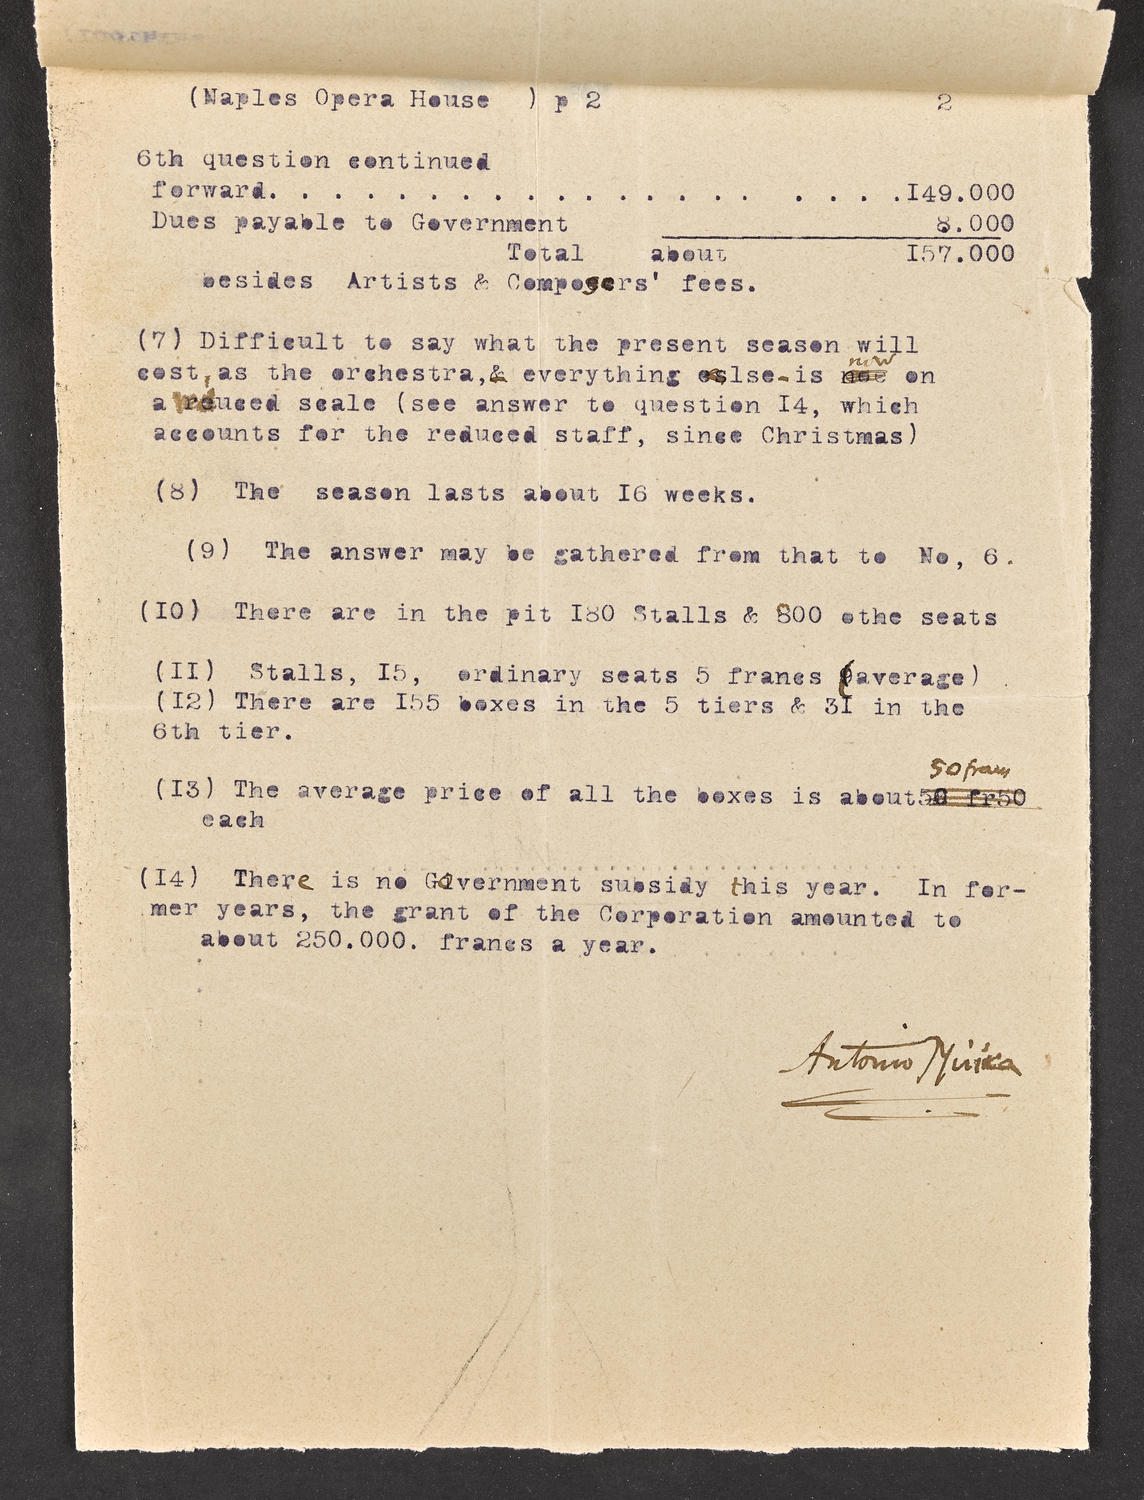 (Naples Opera House ) p 2 2
6th question continued
forward. . . . . . . . . . . . . . . . . . . .I49.000
Dues payable to Government 8.000
Total about I57.000
besides Artists & Composers' fees.
(7) Difficult to say what the present season will
cost, as the orchestra,& everything else-is now on
a reduced scale (see answer to question I4, which
accounts for the reduced staff, since Christmas)
(8) The season lasts about I6 weeks.
(9) The answer may be gathered from that to No, 6.
(I0) There are in the pit I80 Stalls & 800 othe seats
(II) Stalls, I5, ordinary seats 5 francs (average)
(I2) There are I55 boxes in the 5 tiers & 3I in the
6th tier.
50 francs
(I3) The average price of all the boxes is about 50 fr50
each
(I4) There is no Government subsidy this year. In for-
mer years, the grant of the Corporation amounted to
about 250.000. francs a year.
Antonio